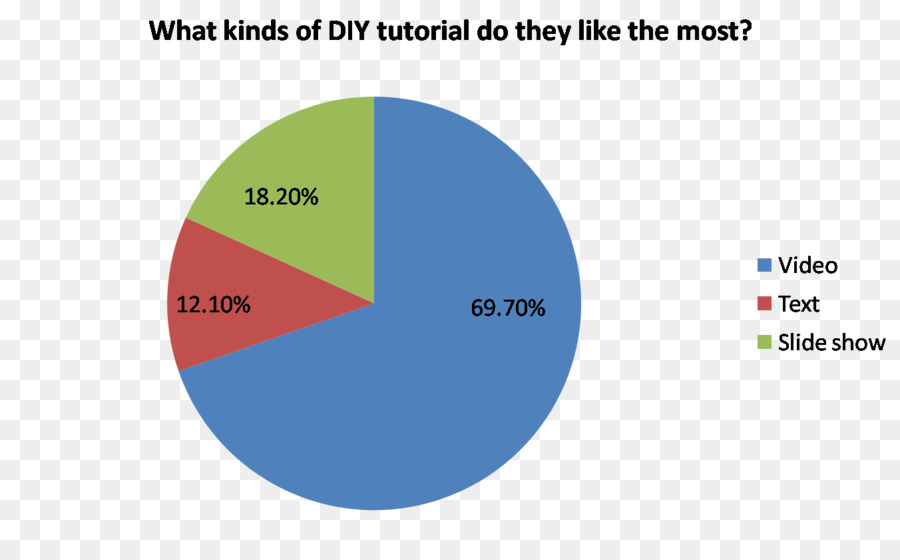 What kinds of DIY tutorial do they like the most?
18.20%
12.10%
69.70%
Video
Text
Slide show